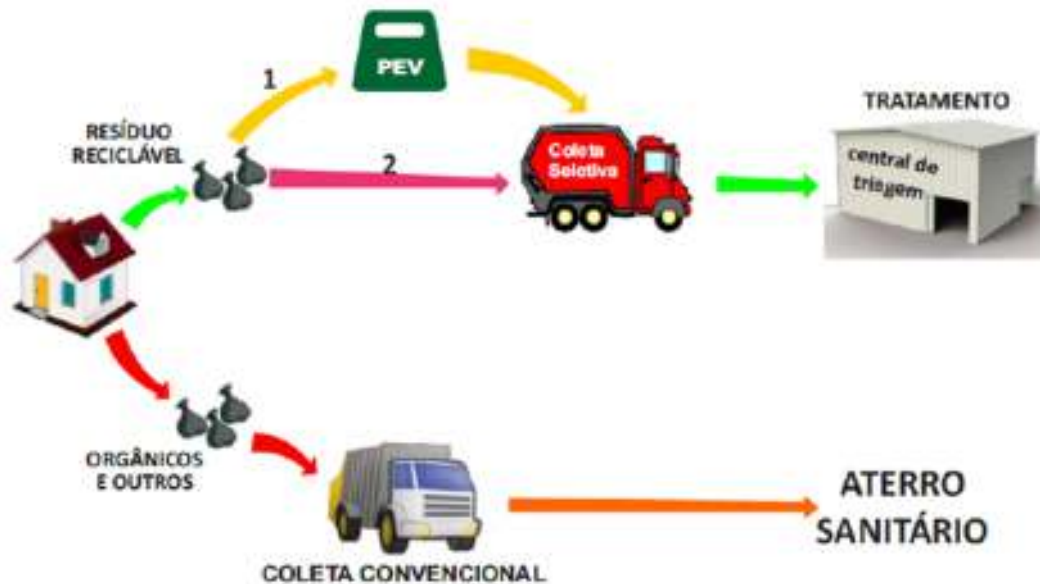 PEV
1
RESÍDUO
RECICLÁVEL
2
Coleta
Seletiva
TRATAMENTO
central de
triagem
ORGÂNICOS
E OUTROS
COLETA CONVENCIONAL
ATERRO
SANITÁRIO